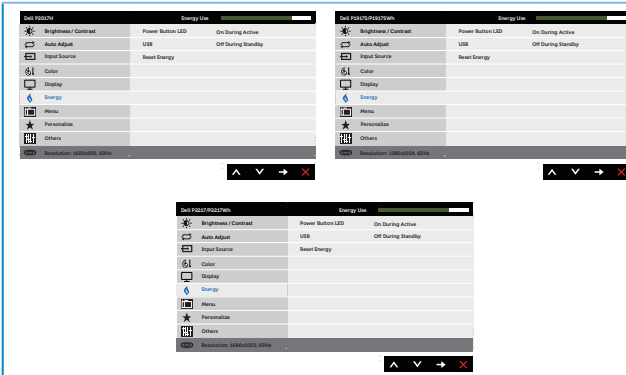 Dell P2017H Energy Use
Brightness / Contrast Power Button LED On During Active
Auto Adjust USB Off During Standby
Input Source Reset Energy
Color
Display
Energy
Menu
Personalize
Others
Resolution: 1600x900, 60Hz
Dell P1917S/P1917SWh Energy Use
Brightness / Contrast Power Button LED On During Active
Auto Adjust USB Off During Standby
Input Source Reset Energy
Color
Display
Energy
Menu
Personalize
Others
Resolution: 1280x1024, 60Hz
Dell P2217/P2217Wh Energy Use
Brightness / Contrast Power Button LED On During Active
Auto Adjust USB Off During Standby
Input Source Reset Energy
Color
Display
Energy
Menu
Personalize
Others
Resolution: 1680x1050, 60Hz